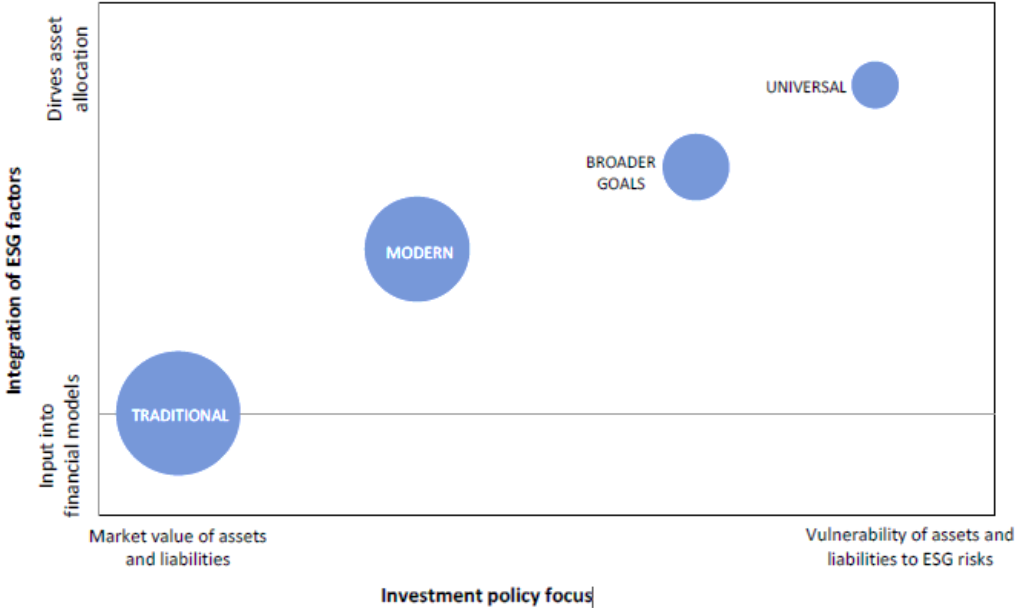 Dirves asset
allocation
Integration of ESG factors
Input into
financial models
UNIVERSAL
BROADER
GOALS
MODERN
TRADITIONAL
Market value of assets
and liabilities
Vulnerability of assets and
liabilities to ESG risks
Investment policy focus